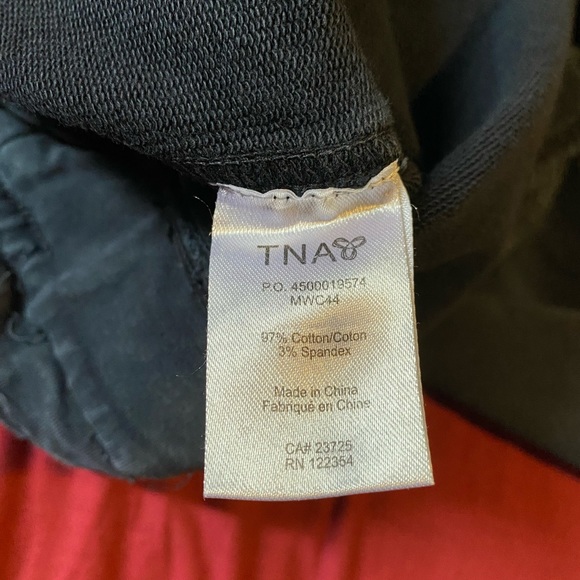 TNA
P.O. 4500019574
MWC44
97% Cotton/Coton
3% Spandex
Made in China
Fabriqué en Chine
CA# 23725
RN 122354